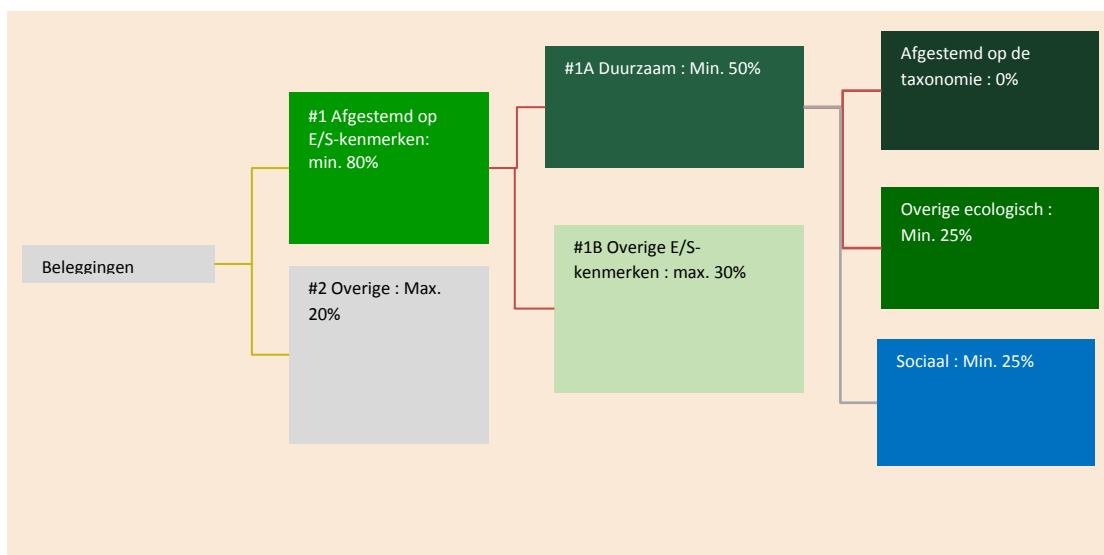 Beleggingen
#1 Afgestemd op
E/S-kenmerken:
min. 80%
#2 Overige : Max.
20%
#1A Duurzaam : Min. 50%
#1B Overige E/S-
kenmerken : max. 30%
Afgestemd op de
taxonomie : 0%
Overige ecologisch :
Min. 25%
Sociaal : Min. 25%